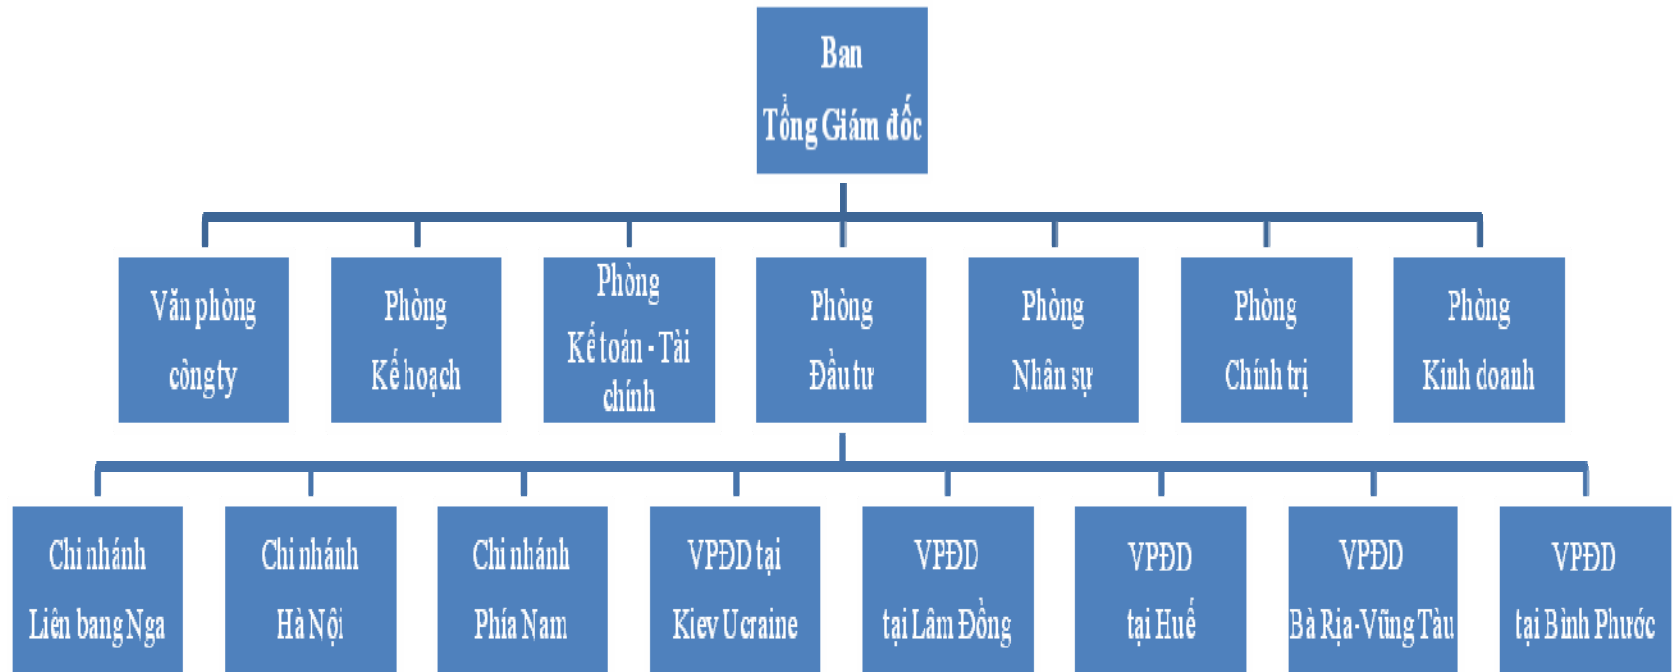 Ban
Tổng Giám đốc
Văn phòng
công ty
Phòng
Kế hoạch
Phòng
Kế toán - Tài
chính
Phòng
Đầu tư
Phòng
Nhân sự
Phòng
Chính trị
Phòng
Kinh doanh
Chi nhánh
Liên bang Nga
Chi nhánh
Hà Nội
Chi nhánh
Phía Nam
VPĐD tại
Kiev Ucraine
VPĐD
tại Lâm Đồng
VPĐD
tại Huế
VPĐD
Bà Rịa-Vũng Tàu
VPĐD
tại Bình Phước